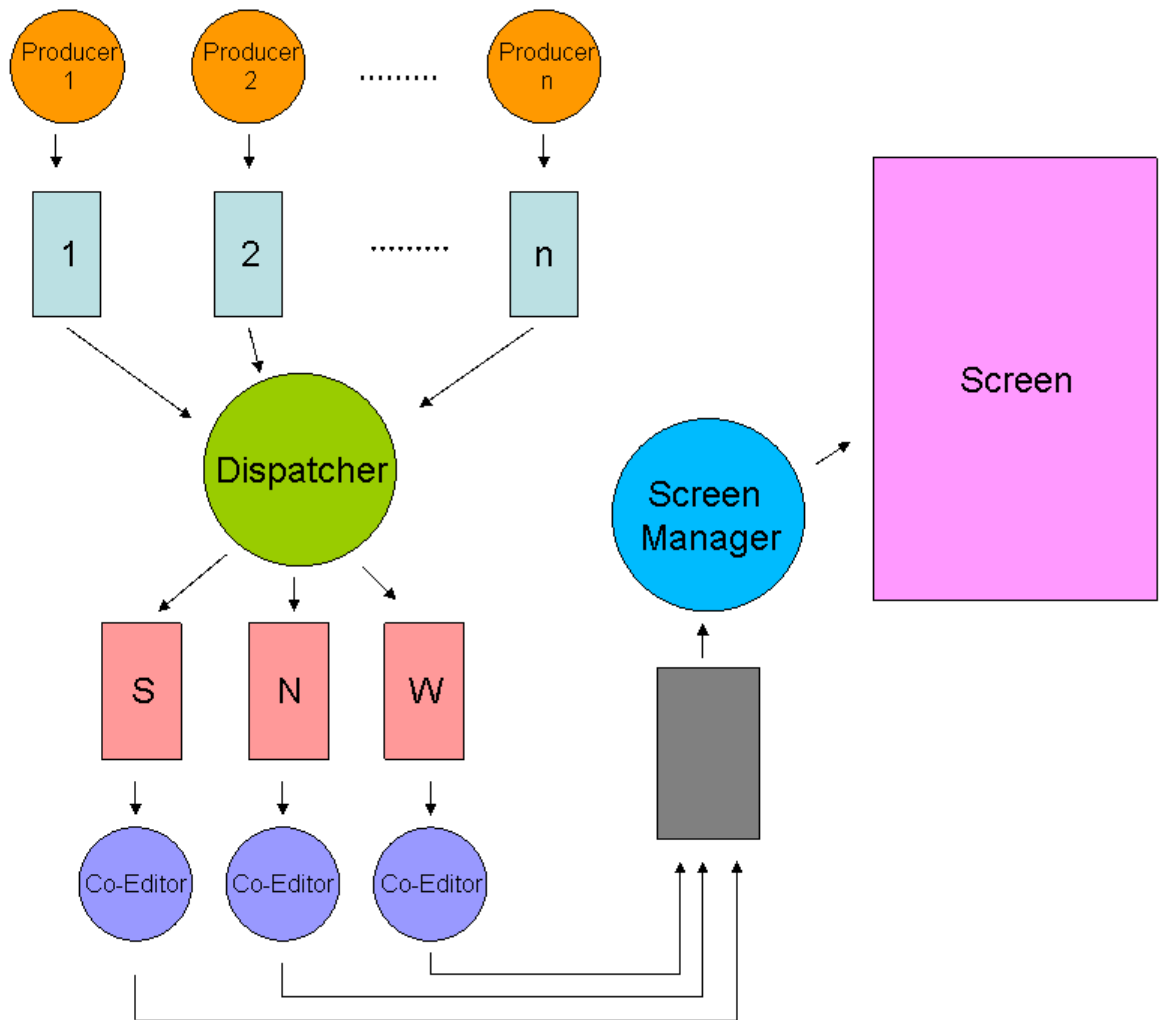 Producer
1
Producer
2
.........
Producer
n
1
2
.........
n
Dispatcher
Screen
Screen
Manager
S
N
W
Co-Editor
Co-Editor
Co-Editor